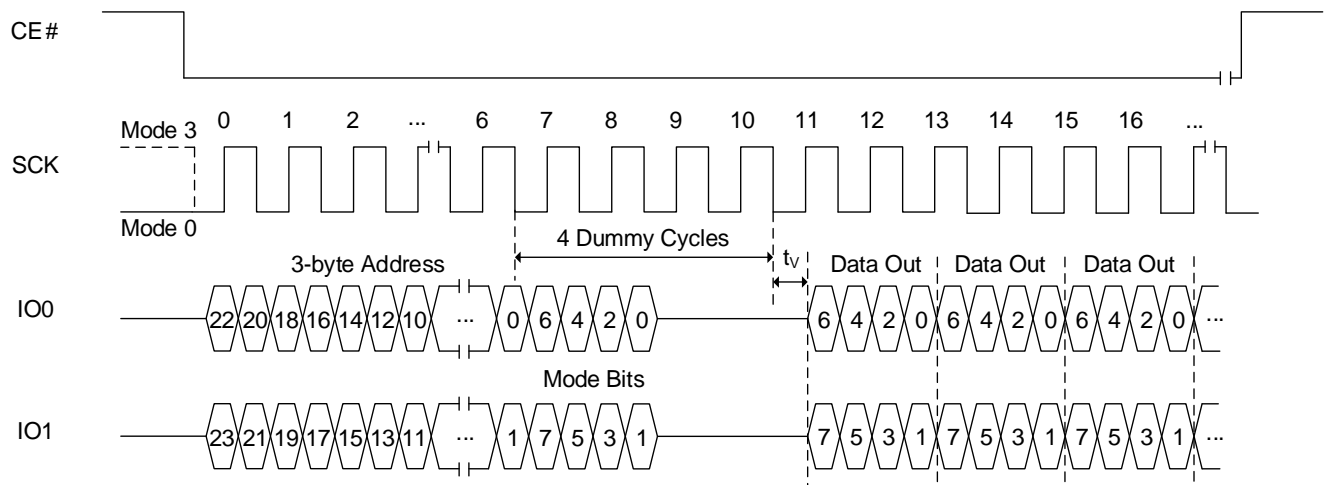 CE#
Mode 3
0 1 2 ... 6 7 8 9 10 11 12 13 14 15 16 ...
SCK
Mode 0
4 Dummy Cycles
3-byte Address
tV
Data Out Data Out Data Out
IO0
22 20 18 16 14 12 10 ... 0 6 4 2 0 6 4 2 0 6 4 2 0 6 4 2 0 ...
Mode Bits
IO1
23 21 19 17 15 13 11 ... 1 7 5 3 1 7 5 3 1 7 5 3 1 7 5 3 1 ...